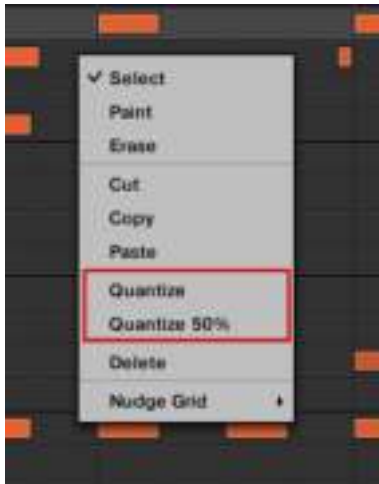 Select
Paint
Erase
Cut
Copy
Paste
Quantize
Quantize 50%
Delete
Nudge Grid